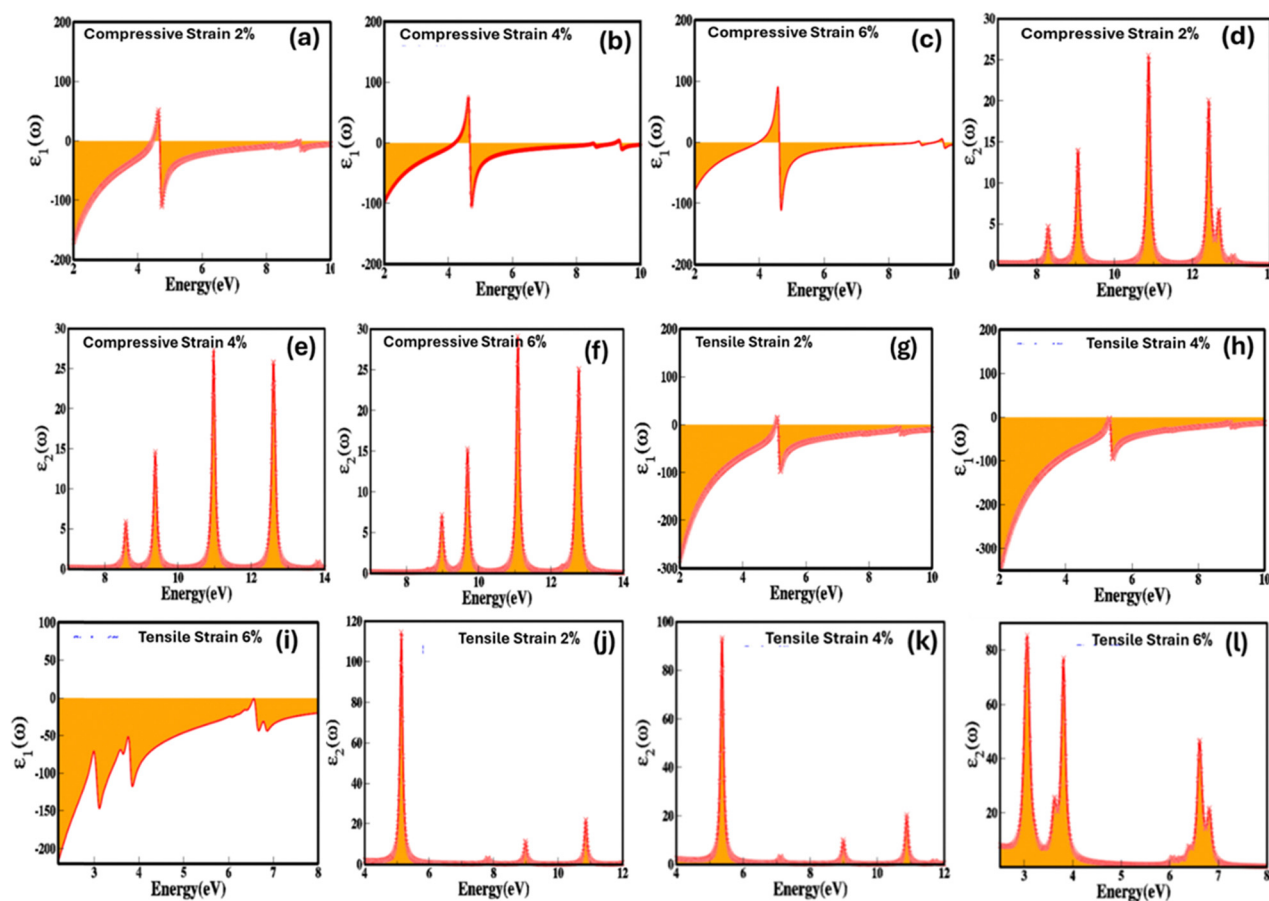 Compressive Strain 2% (a)
200
100
0
-100
-200
ε₁(ω)
2 4 6 8 10
Energy(eV)
Compressive Strain 4% (b)
200
100
0
-100
-200
ε₁(ω)
2 4 6 8 10
Energy(eV)
Compressive Strain 6% (c)
200
100
0
-100
-200
ε₁(ω)
2 4 6 8 10
Energy(eV)
Compressive Strain 2% (d)
30
25
20
15
10
5
0
ε₂(ω)
8 10 12
Energy(eV)
Compressive Strain 4% (e)
30
25
20
15
10
5
0
ε₂(ω)
8 10 12 14
Energy(eV)
Compressive Strain 6% (f)
30
25
20
15
10
5
0
ε₂(ω)
8 10 12 14
Energy(eV)
Tensile Strain 2% (g)
200
100
0
-100
-200
-300
ε₁(ω)
2 4 6 8 10
Energy(eV)
Tensile Strain 4% (h)
200
100
0
-100
-200
-300
ε₁(ω)
2 4 6 8 10
Energy(eV)
Tensile Strain 6% (i)
100
50
0
-50
-100
-150
-200
ε₁(ω)
3 4 5 6 7 8
Energy(eV)
Tensile Strain 2% (j)
120
100
80
60
40
20
0
ε₂(ω)
4 6 8 10 12
Energy(eV)
Tensile Strain 4% (k)
100
80
60
40
20
0
ε₂(ω)
4 6 8 10 12
Energy(eV)
Tensile Strain 6% (l)
80
60
40
20
ε₂(ω)
3 4 5 6 7 8
Energy(eV)